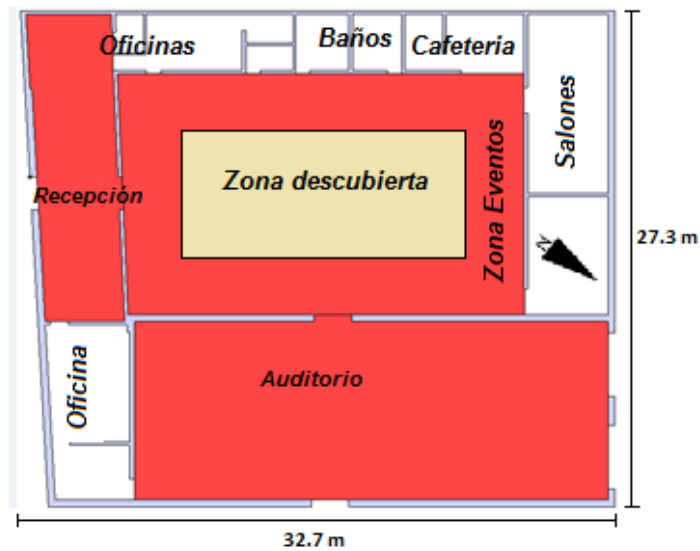 Oficinas
Baños
Cafeteria
Salones
Zona descubierta
Zona Eventos
Recepción
N
27.3 m
Oficina
Auditorio
32.7 m